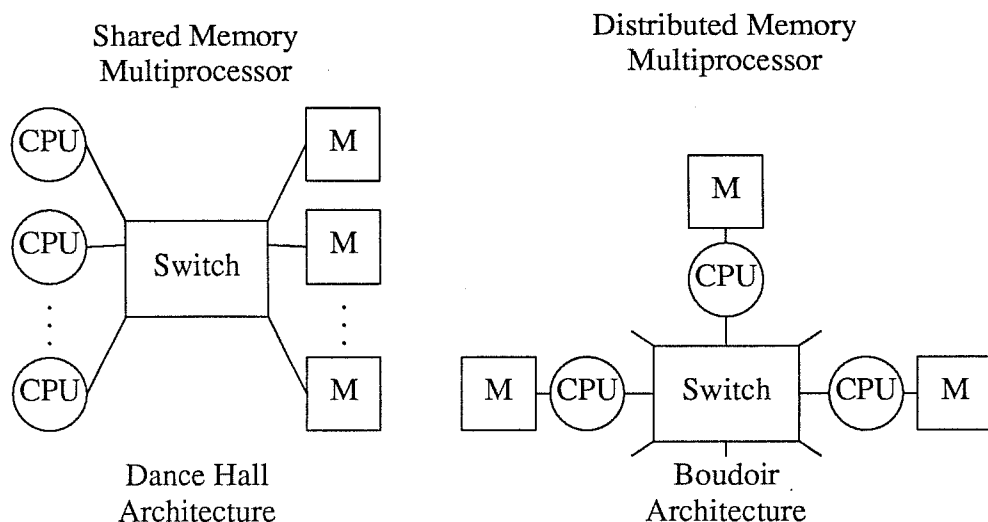 Shared Memory
Multiprocessor
CPU
M
CPU
Switch
M
CPU
M
Dance Hall
Architecture
Distributed Memory
Multiprocessor
M
CPU
M
CPU
Switch
CPU
M
Boudoir
Architecture